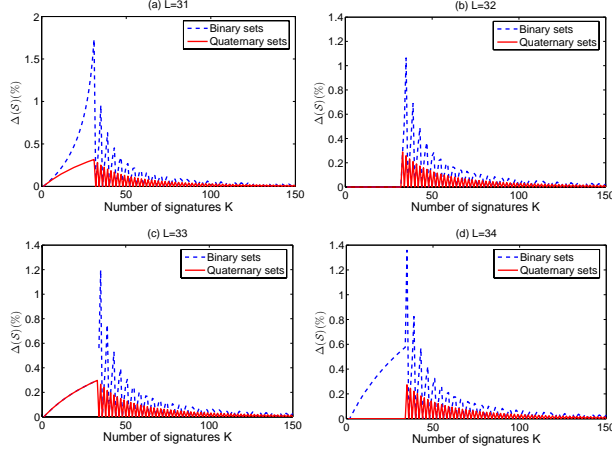 (a) L=31
2
1.5
1
0.5
0
Δ(S)(%)
Binary sets
Quaternary sets
0 50 100 150
Number of signatures K
(b) L=32
1.4
1.2
1
0.8
0.6
0.4
0.2
0
Δ(S)(%)
Binary sets
Quaternary sets
0 50 100 150
Number of signatures K
(c) L=33
1.4
1.2
1
0.8
0.6
0.4
0.2
0
Δ(S)(%)
Binary sets
Quaternary sets
0 50 100 150
Number of signatures K
(d) L=34
1.4
1.2
1
0.8
0.6
0.4
0.2
0
Δ(S)(%)
Binary sets
Quaternary sets
0 50 100 150
Number of signatures K